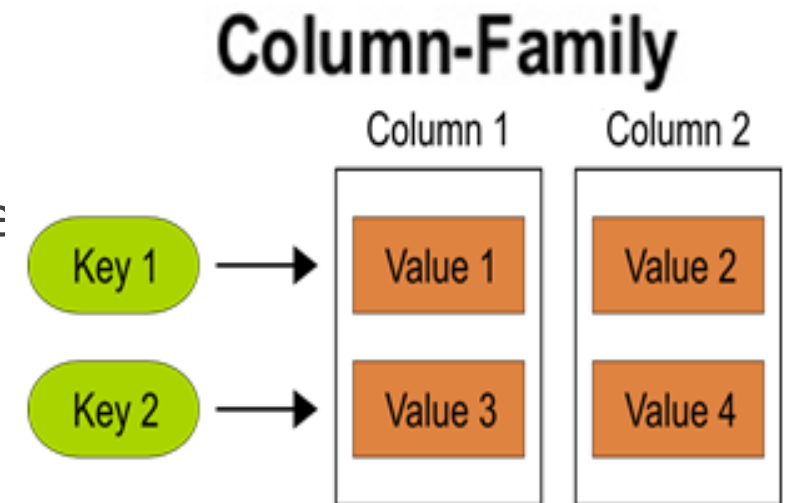 Column-Family
Column 1 Column 2
Key 1 Value 1 Value 2
Key 2 Value 3 Value 4